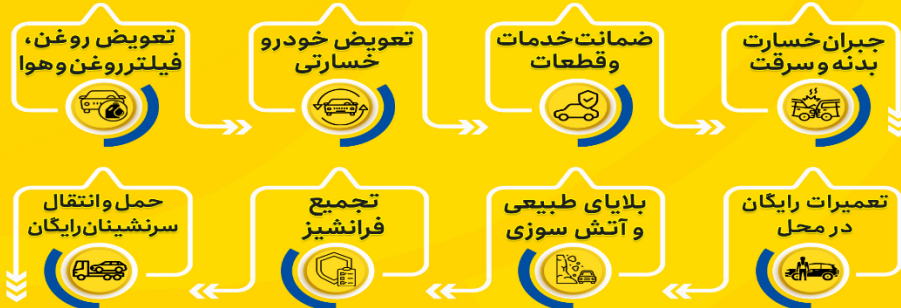 جبران خسارت
بدنه و سرقت
ضمانت خدمات
و قطعات
تعویض خودرو
خسارتی
تعویض روغن،
فیلتر روغن و هوا
تعمیرات رایگان
در محل
بلایای طبیعی
و آتش سوزی
تجمیع
فرانشیز
حمل و انتقال
سرنشینان رایگان